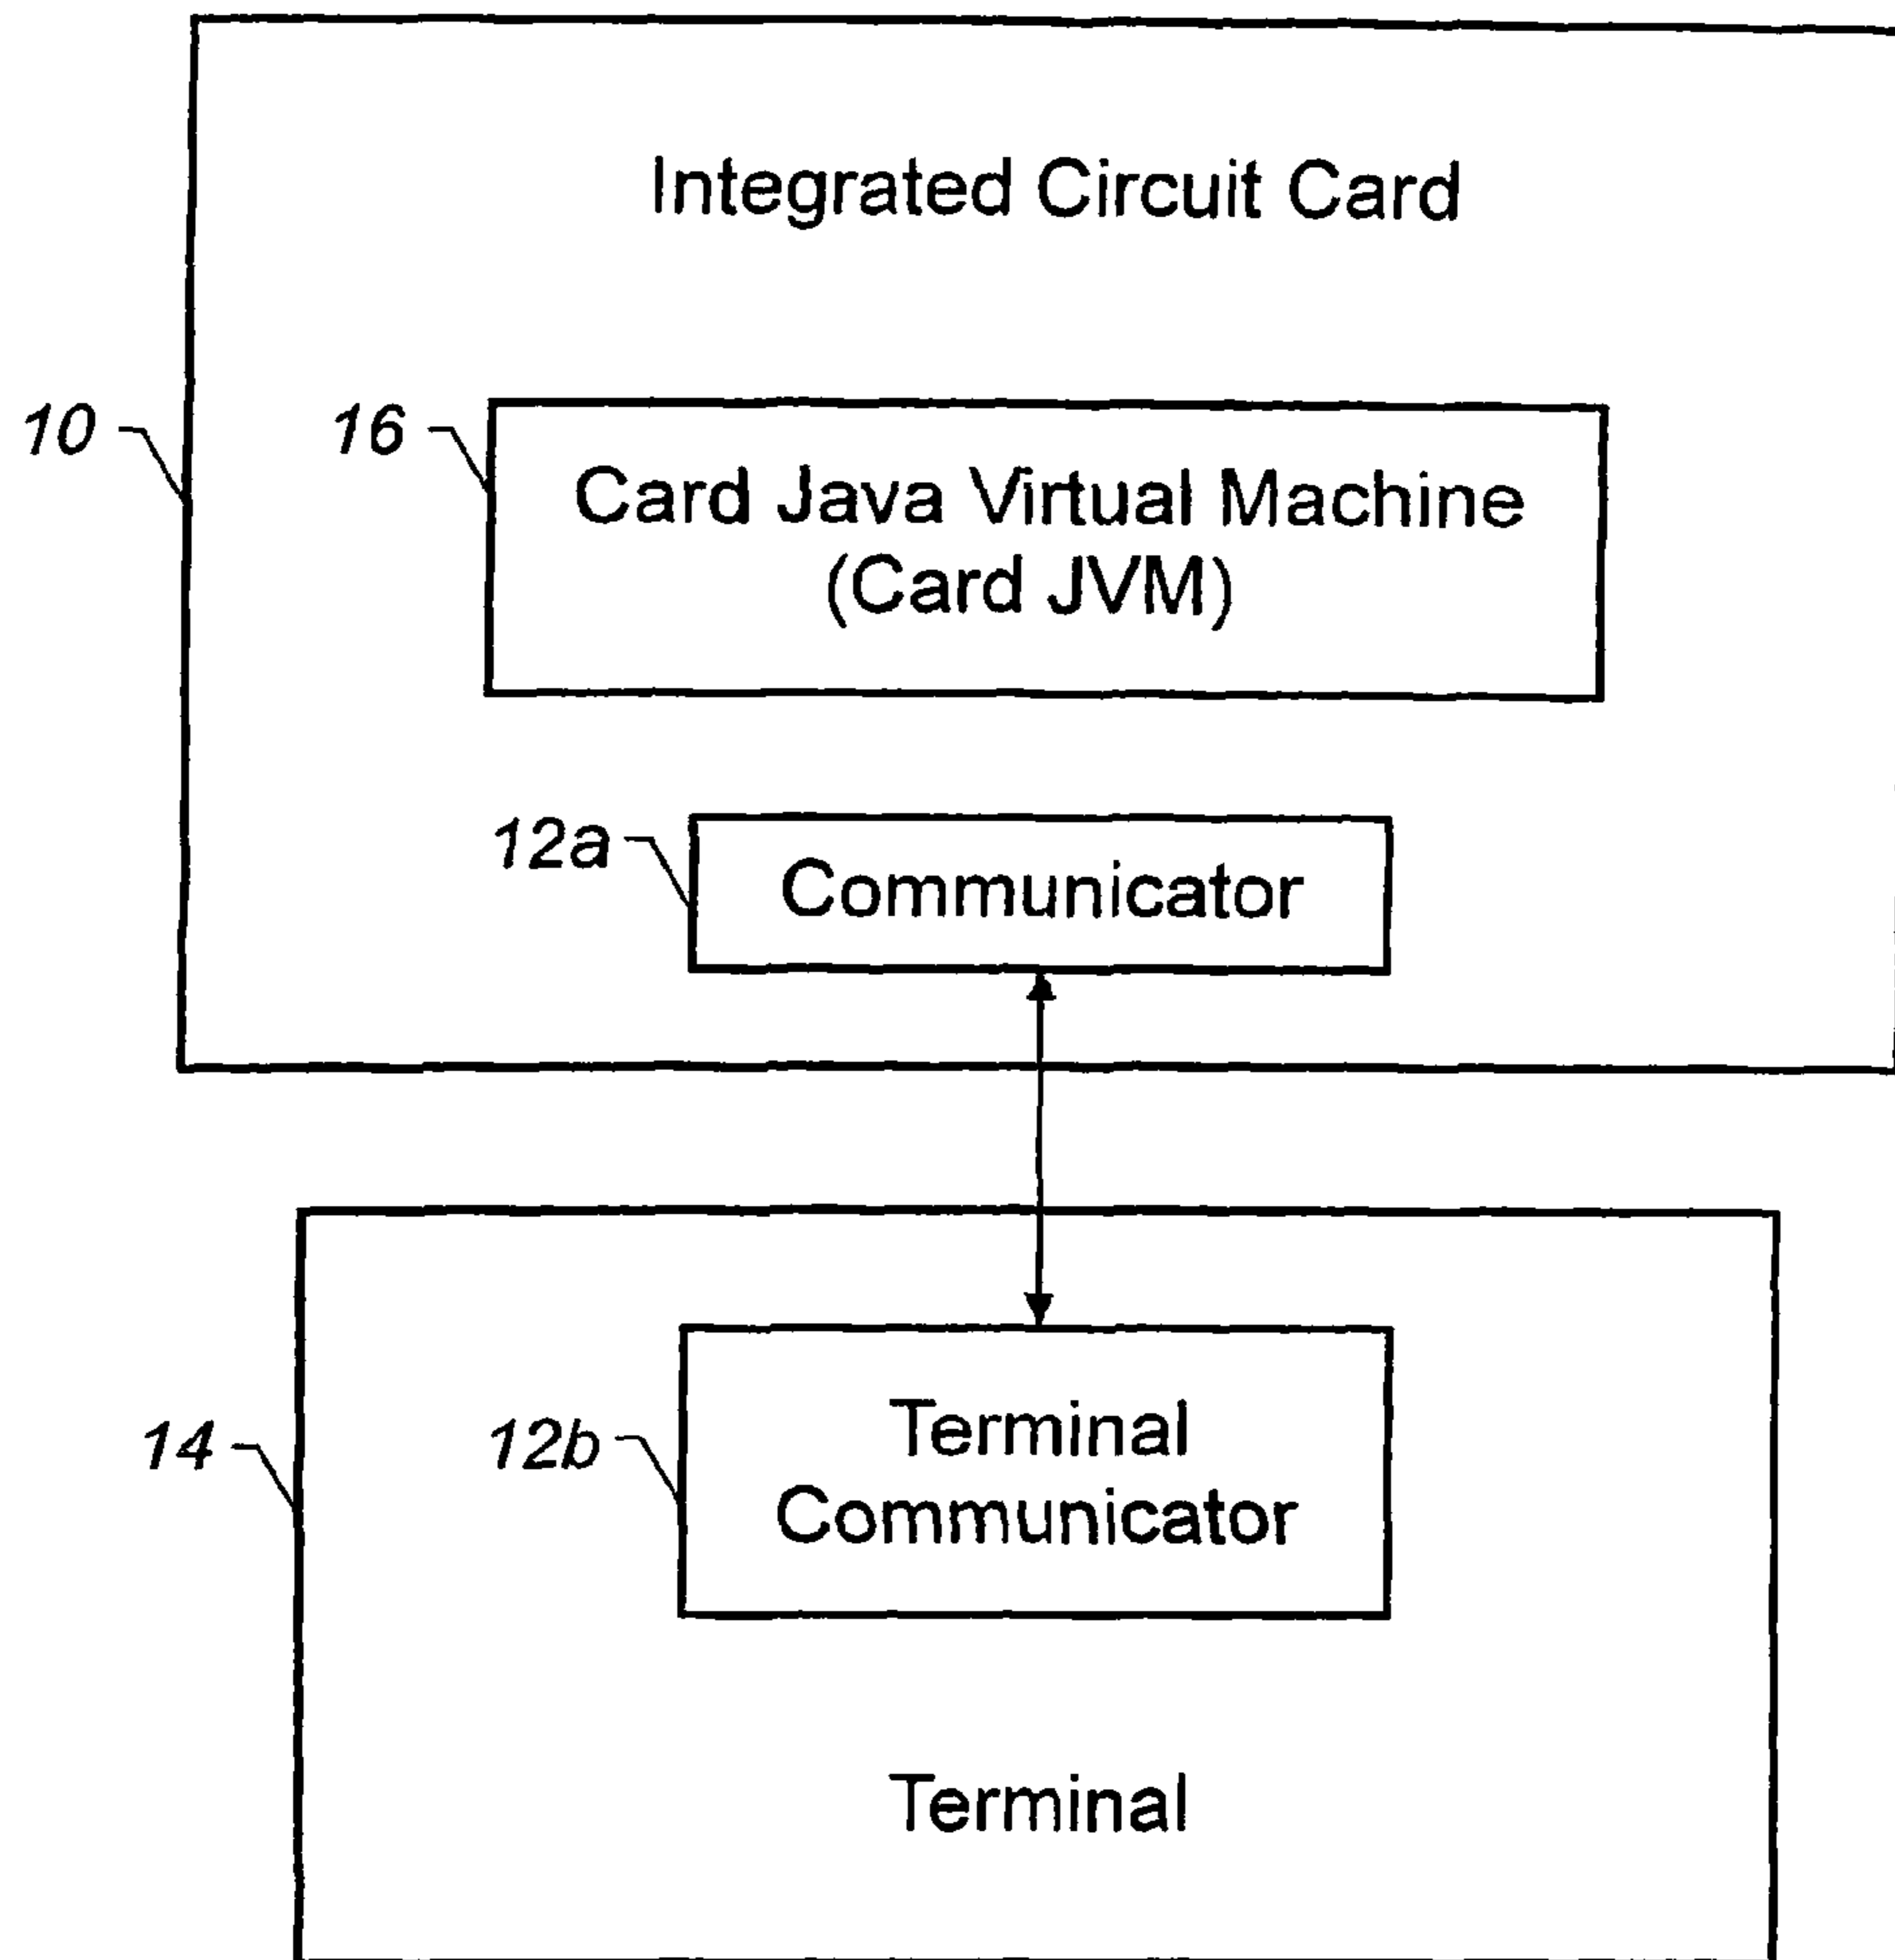 Integrated Circuit Card
10
16
Card Java Virtual Machine
(Card JVM)
12a
Communicator
14
12b
Terminal
Communicator
Terminal